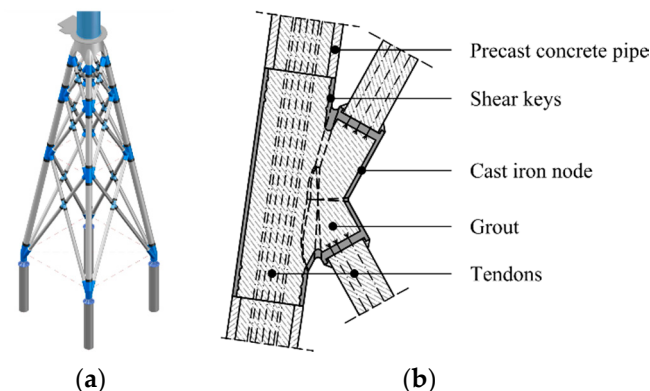 Precast concrete pipe
Shear keys
Cast iron node
Grout
Tendons
(a)
(b)